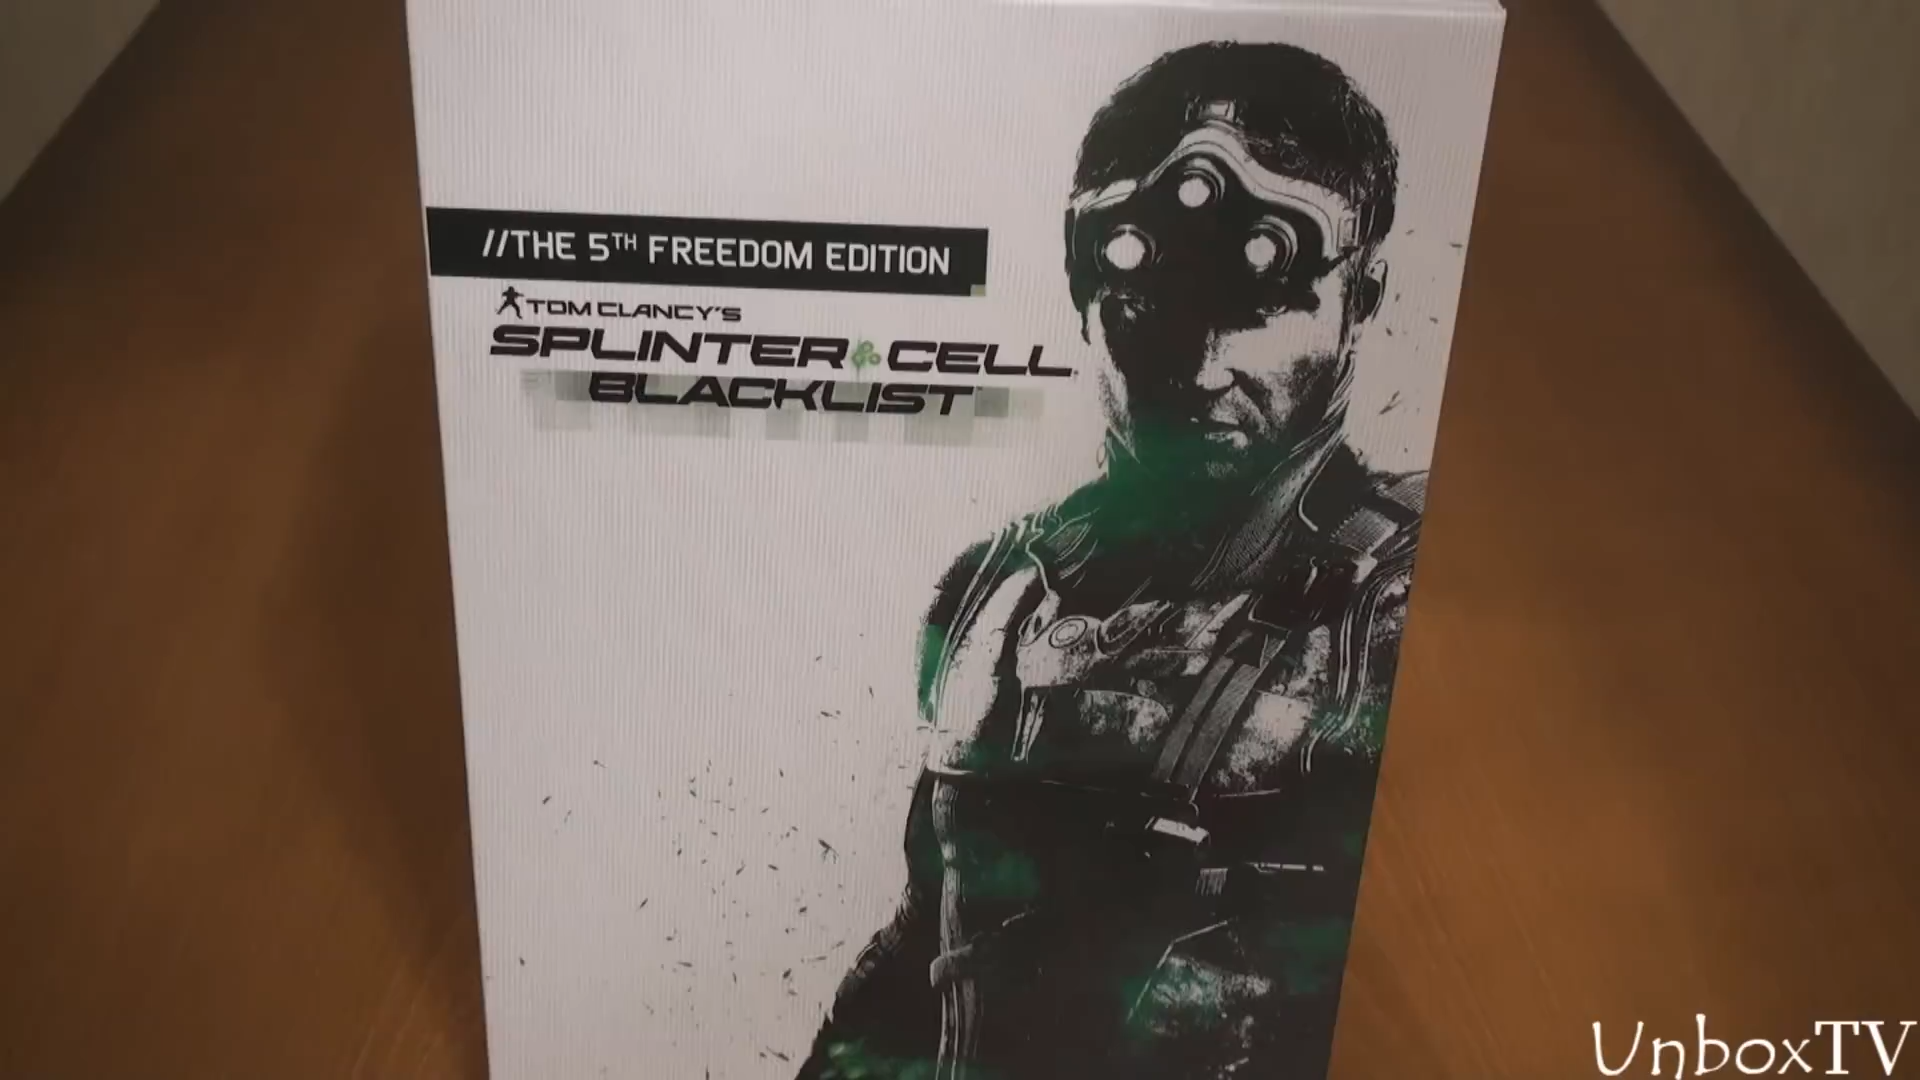 //THE 5TH FREEDOM EDITION
TOM CLANCY'S
SPLINTER CELL
BLACKLIST
UnboxTV